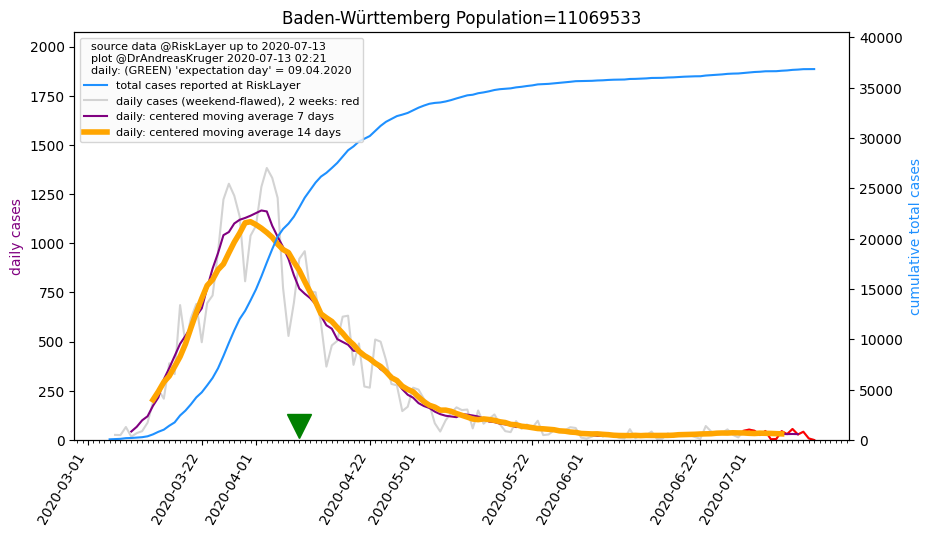 Baden-Württemberg Population=11069533
source data @RiskLayer up to 2020-07-13
plot @DrAndreasKruger 2020-07-13 02:21
daily: (GREEN) 'expectation day' = 09.04.2020
total cases reported at RiskLayer
daily cases (weekend-flawed), 2 weeks: red
daily: centered moving average 7 days
daily: centered moving average 14 days
daily cases
2000
1750
1500
1250
1000
750
500
250
0
40000
35000
30000
25000
20000
15000
10000
5000
0
cumulative total cases
2020-03-01
2020-03-22
2020-04-01
2020-04-22
2020-05-01
2020-05-22
2020-06-01
2020-06-22
2020-07-01